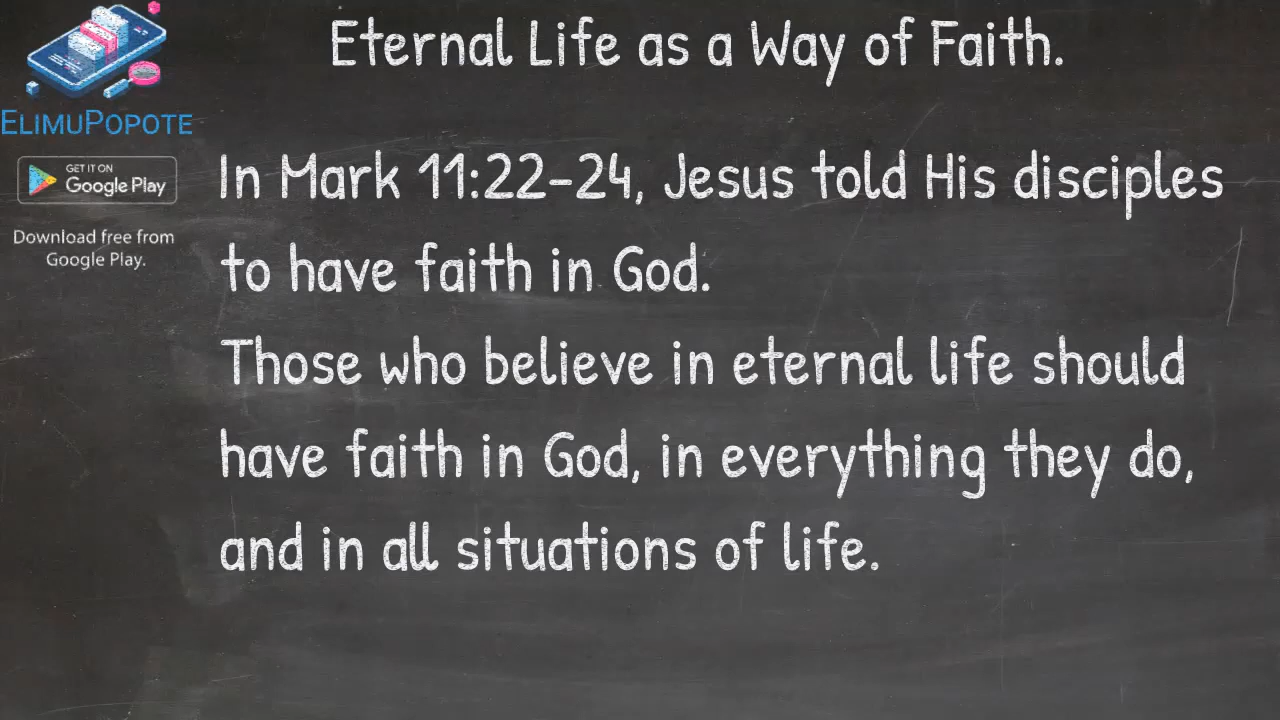 Eternal Life as a Way of Faith.
ELIMUPOPOTE
GET IT ON
Google Play
Download free from
Google Play.
In Mark 11:22-24, Jesus told His disciples
to have faith in God.
Those who believe in eternal life should
have faith in God, in everything they do,
and in all situations of life.